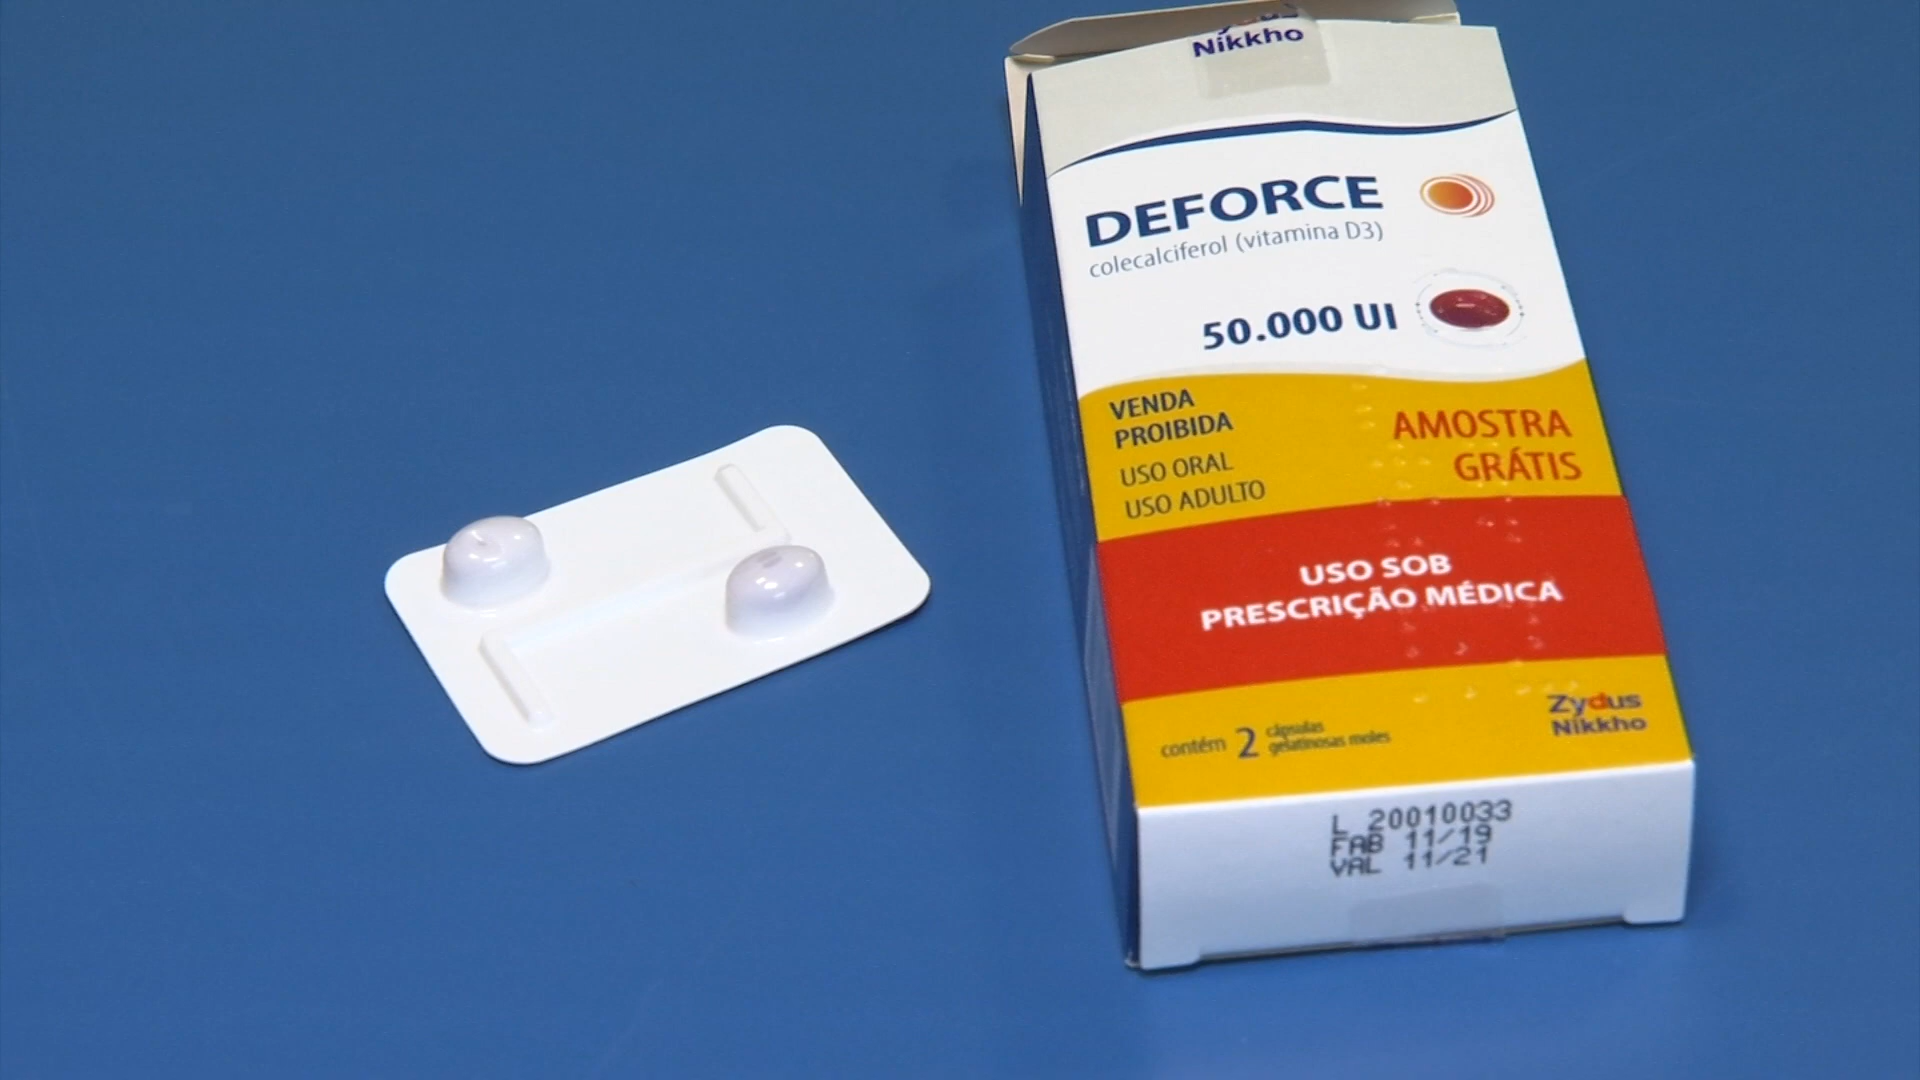 Zydus
Nikkho
DEFORCE
colecalciferol (vitamina D3)
50.000 UI
VENDA
PROIBIDA
USO ORAL
USO ADULTO
AMOSTRA
GRÁTIS
USO SOB
PRESCRIÇÃO MÉDICA
contém 2 cápsulas
gelatinosas moles
Zydus
Nikkho
L 20010033
FAB 11/19
VAL 11/21